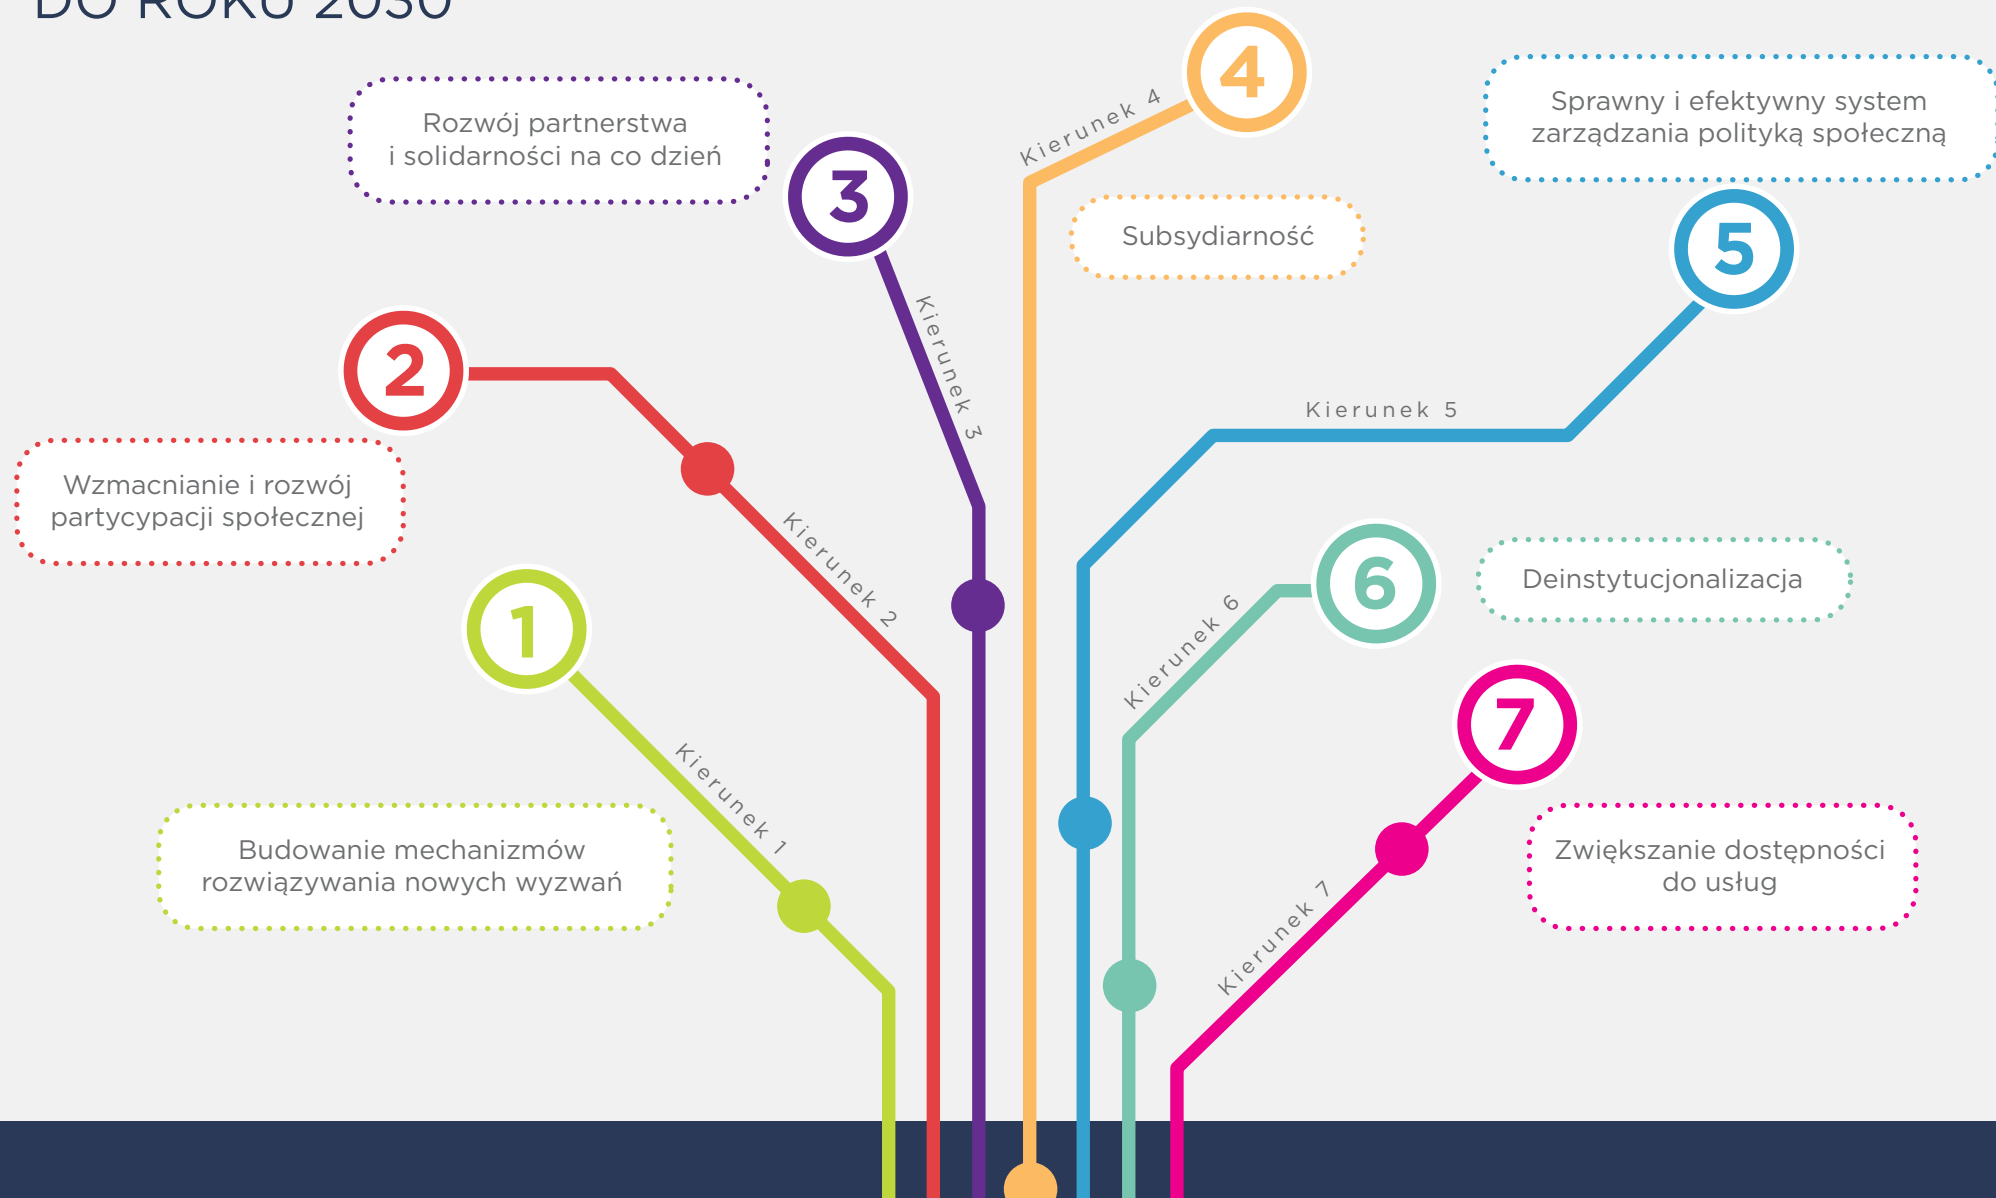 DO ROKU 2030
4
Kierunek 4
Sprawny i efektywny system
zarządzania polityką społeczną
Rozwój partnerstwa
i solidarności na co dzień
3
Kierunek 3
Subsydiarność
5
Kierunek 5
2
Kierunek 2
Wzmacnianie i rozwój
partycypacji społecznej
6
Kierunek 6
Deinstytucjonalizacja
1
Kierunek 1
7
Kierunek 7
Budowanie mechanizmów
rozwiązywania nowych wyzwań
Zwiększanie dostępności
do usług